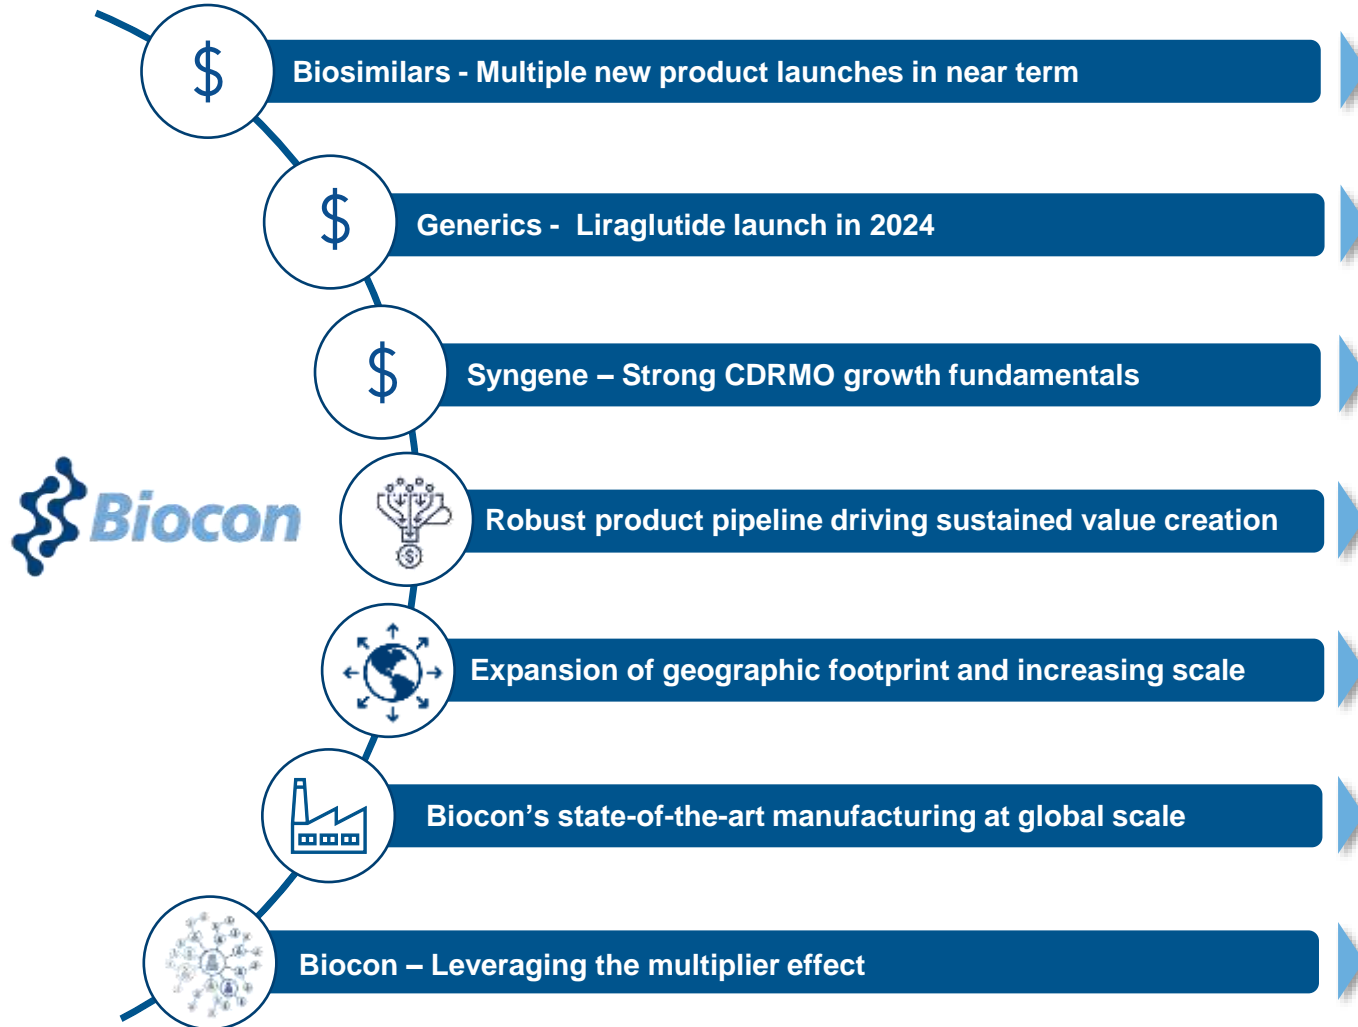 Biosimilars - Multiple new product launches in near term
Generics - Liraglutide launch in 2024
Syngene – Strong CDRMO growth fundamentals
Biocon
Robust product pipeline driving sustained value creation
Expansion of geographic footprint and increasing scale
Biocon’s state-of-the-art manufacturing at global scale
Biocon – Leveraging the multiplier effect